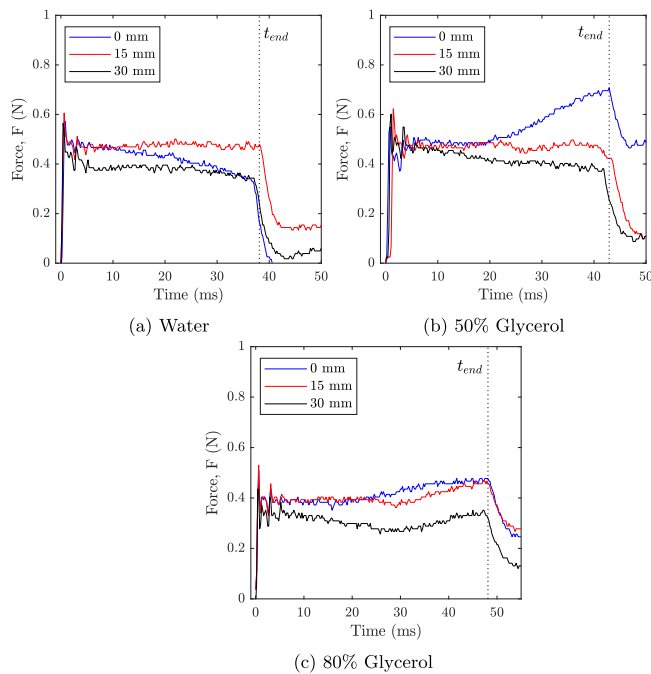 1
0.8
0.6
0.4
0.2
0
Force, F (N)
0 mm
15 mm
30 mm
t_end
0 10 20 30 40 50
Time (ms)
(a) Water
1
0.8
0.6
0.4
0.2
0
Force, F (N)
0 mm
15 mm
30 mm
t_end
0 10 20 30 40 50
Time (ms)
(b) 50% Glycerol
1
0.8
0.6
0.4
0.2
0
Force, F (N)
0 mm
15 mm
30 mm
t_end
0 10 20 30 40 50
Time (ms)
(c) 80% Glycerol